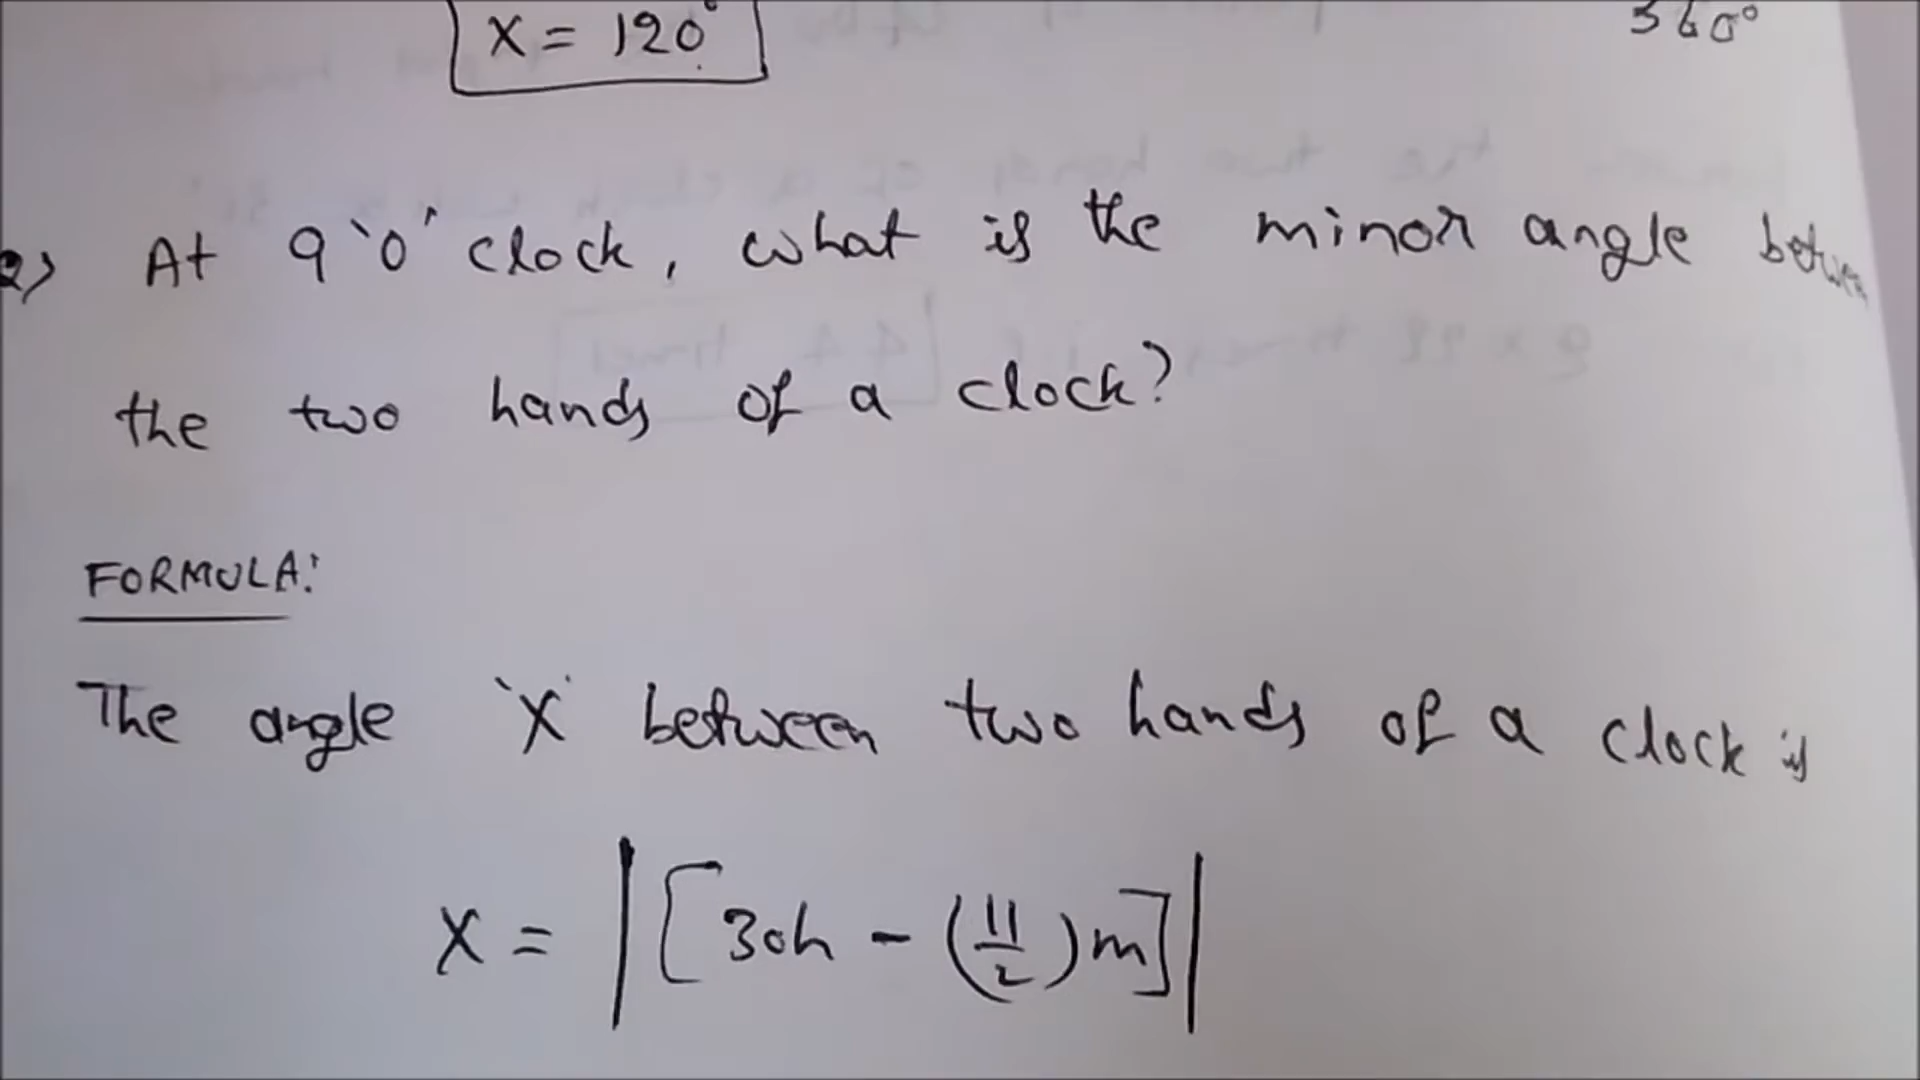 x = 120°
360°
2) At 9 'o' clock, what is the minor angle between
the two hands of a clock?
FORMULA:
The angle 'x' between two hands of a clock is
x = |[30h - (11/2)m]|